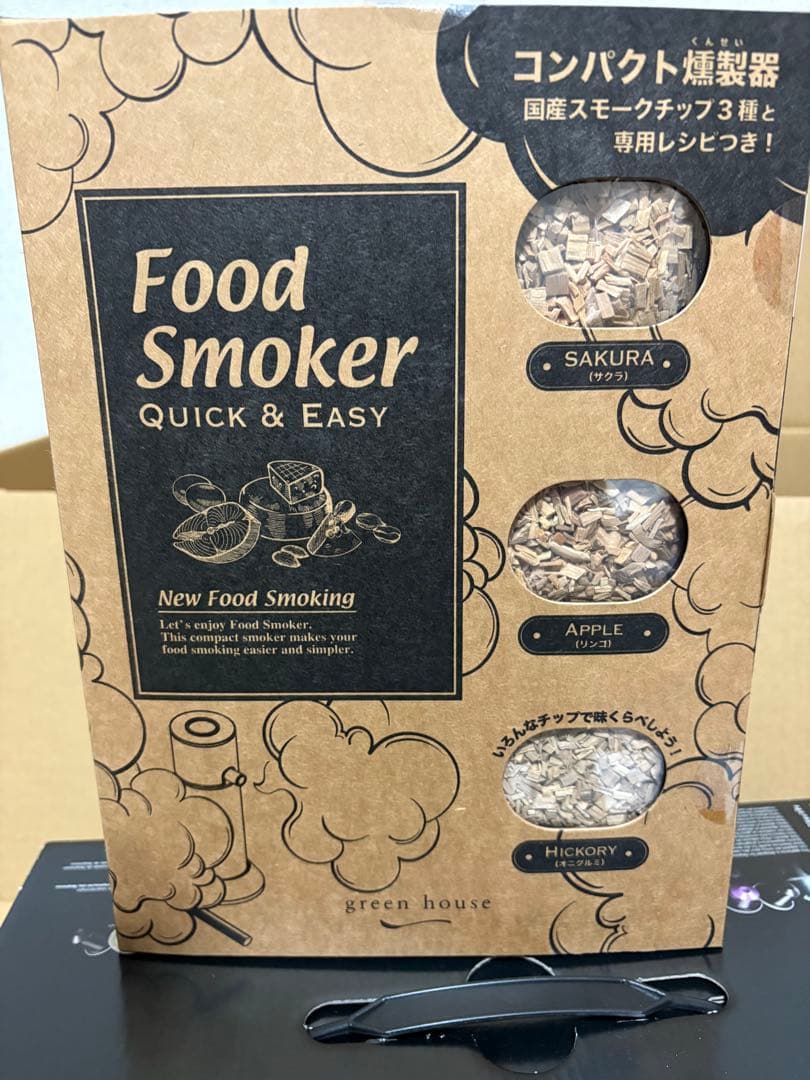 くんせい
コンパクト燻製器
国産スモークチップ3種と
専用レシピつき！
Food
Smoker
QUICK & EASY
New Food Smoking
Let's enjoy Food Smoker.
This compact smoker makes your
food smoking easier and simpler.
SAKURA
(サクラ)
APPLE
(リンゴ)
いろんなチップで味くらべしよう！
HICKORY
(オニグルミ)
green house